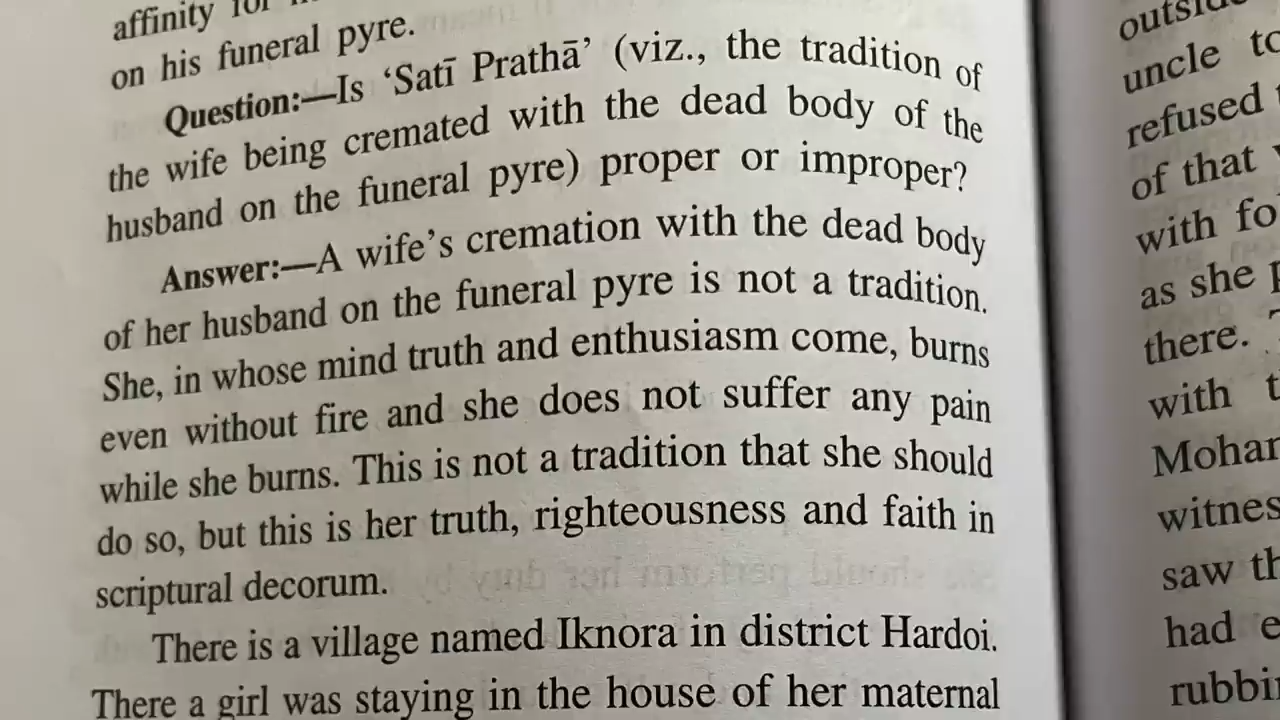 affinity
on his funeral pyre.
Question:—Is ‘Satī Prathā’ (viz., the tradition of
the wife being cremated with the dead body of the
husband on the funeral pyre) proper or improper?
Answer:—A wife’s cremation with the dead body
of her husband on the funeral pyre is not a tradition.
She, in whose mind truth and enthusiasm come, burns
even without fire and she does not suffer any pain
while she burns. This is not a tradition that she should
do so, but this is her truth, righteousness and faith in
scriptural decorum.
There is a village named Iknora in district Hardoi.
There a girl was staying in the house of her maternal
uncle
refused
of that
with
as she
there.
with
saw
had